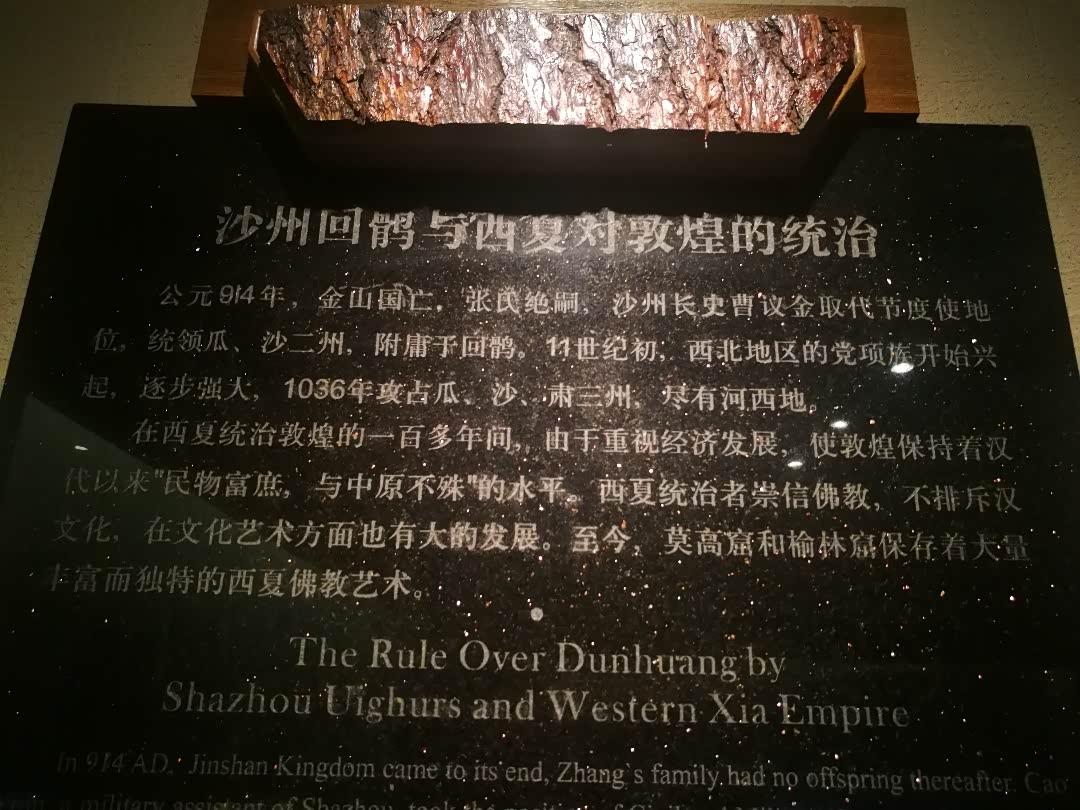 沙州回鹘与西夏对敦煌的统治
公元914年，金山国亡，张氏绝嗣，沙州长史曹议金取代节度使地
位，统领瓜、沙二州，附庸于回鹘。11世纪初，西北地区的党项族开始兴
起，逐步强大，1036年攻占瓜、沙、肃三州，尽有河西地。
在西夏统治敦煌的一百多年间，由于重视经济发展，使敦煌保持着汉
代以来"民物富庶，与中原不殊"的水平。西夏统治者崇信佛教，不排斥汉
文化，在文化艺术方面也有大的发展。至今，莫高窟和榆林窟保存着大量
丰富而独特的西夏佛教艺术。
The Rule Over Dunhuang by
Shazhou Uighurs and Western Xia Empire
In 914 AD, Jinshan Kingdom came to its end, Zhang`s family had no offspring thereafter. Cao
a military assistant of Shazhou, took the position of